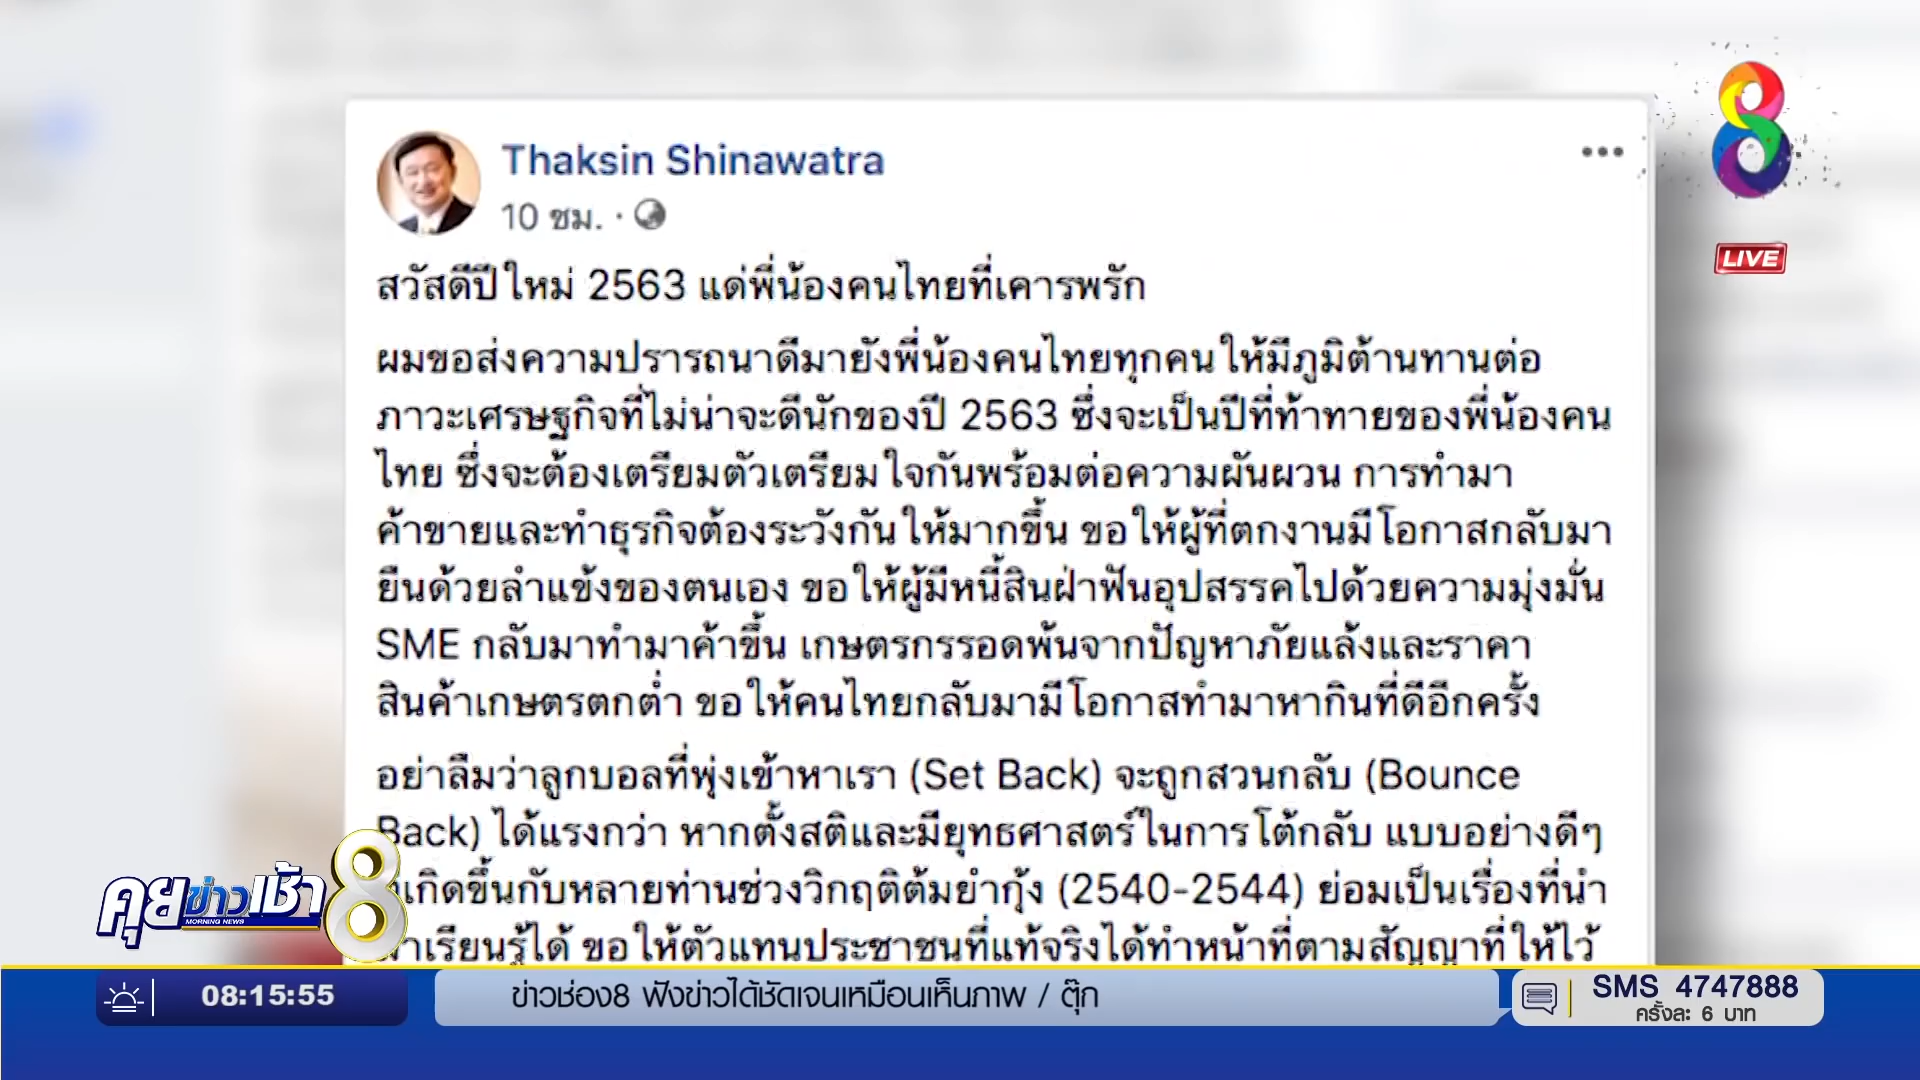 Thaksin Shinawatra
10 ชม. ·
สวัสดีปีใหม่ 2563 แด่พี่น้องคนไทยที่เคารพรัก
ผมขอส่งความปรารถนาดีมายังพี่น้องคนไทยทุกคนให้มีภูมิต้านทานต่อ
ภาวะเศรษฐกิจที่ไม่น่าจะดีนักของปี 2563 ซึ่งจะเป็นปีที่ท้าทายของพี่น้องคน
ไทย ซึ่งจะต้องเตรียมตัวเตรียมใจกันพร้อมต่อความผันผวน การทำมา
ค้าขายและทำธุรกิจต้องระวังกันให้มากขึ้น ขอให้ผู้ที่ตกงานมีโอกาสกลับมา
ยืนด้วยลำแข้งของตนเอง ขอให้ผู้มีหนี้สินฝ่าฟันอุปสรรคไปด้วยความมุ่งมั่น
SME กลับมาทำมาค้าขึ้น เกษตรกรรอดพ้นจากปัญหาภัยแล้งและราคา
สินค้าเกษตรตกต่ำ ขอให้คนไทยกลับมามีโอกาสทำมาหากินที่ดีอีกครั้ง
อย่าลืมว่าลูกบอลที่พุ่งเข้าหาเรา (Set Back) จะถูกสวนกลับ (Bounce
Back) ได้แรงกว่า หากตั้งสติและมียุทธศาสตร์ในการโต้กลับ แบบอย่างดีๆ
เกิดขึ้นกับหลายท่านช่วงวิกฤติต้มยำกุ้ง (2540-2544) ย่อมเป็นเรื่องที่นำ
เรียนรู้ได้ ขอให้ตัวแทนประชาชนที่แท้จริงได้ทำหน้าที่ตามสัญญาที่ให้ไว้
8
LIVE
คุยข่าวเช้า 8
MORNING NEWS
08:15:55
ข่าวช่อง8 ฟังข่าวได้ชัดเจนเหมือนเห็นภาพ / ตุ๊ก
SMS 4747888
ครั้งละ 6 บาท